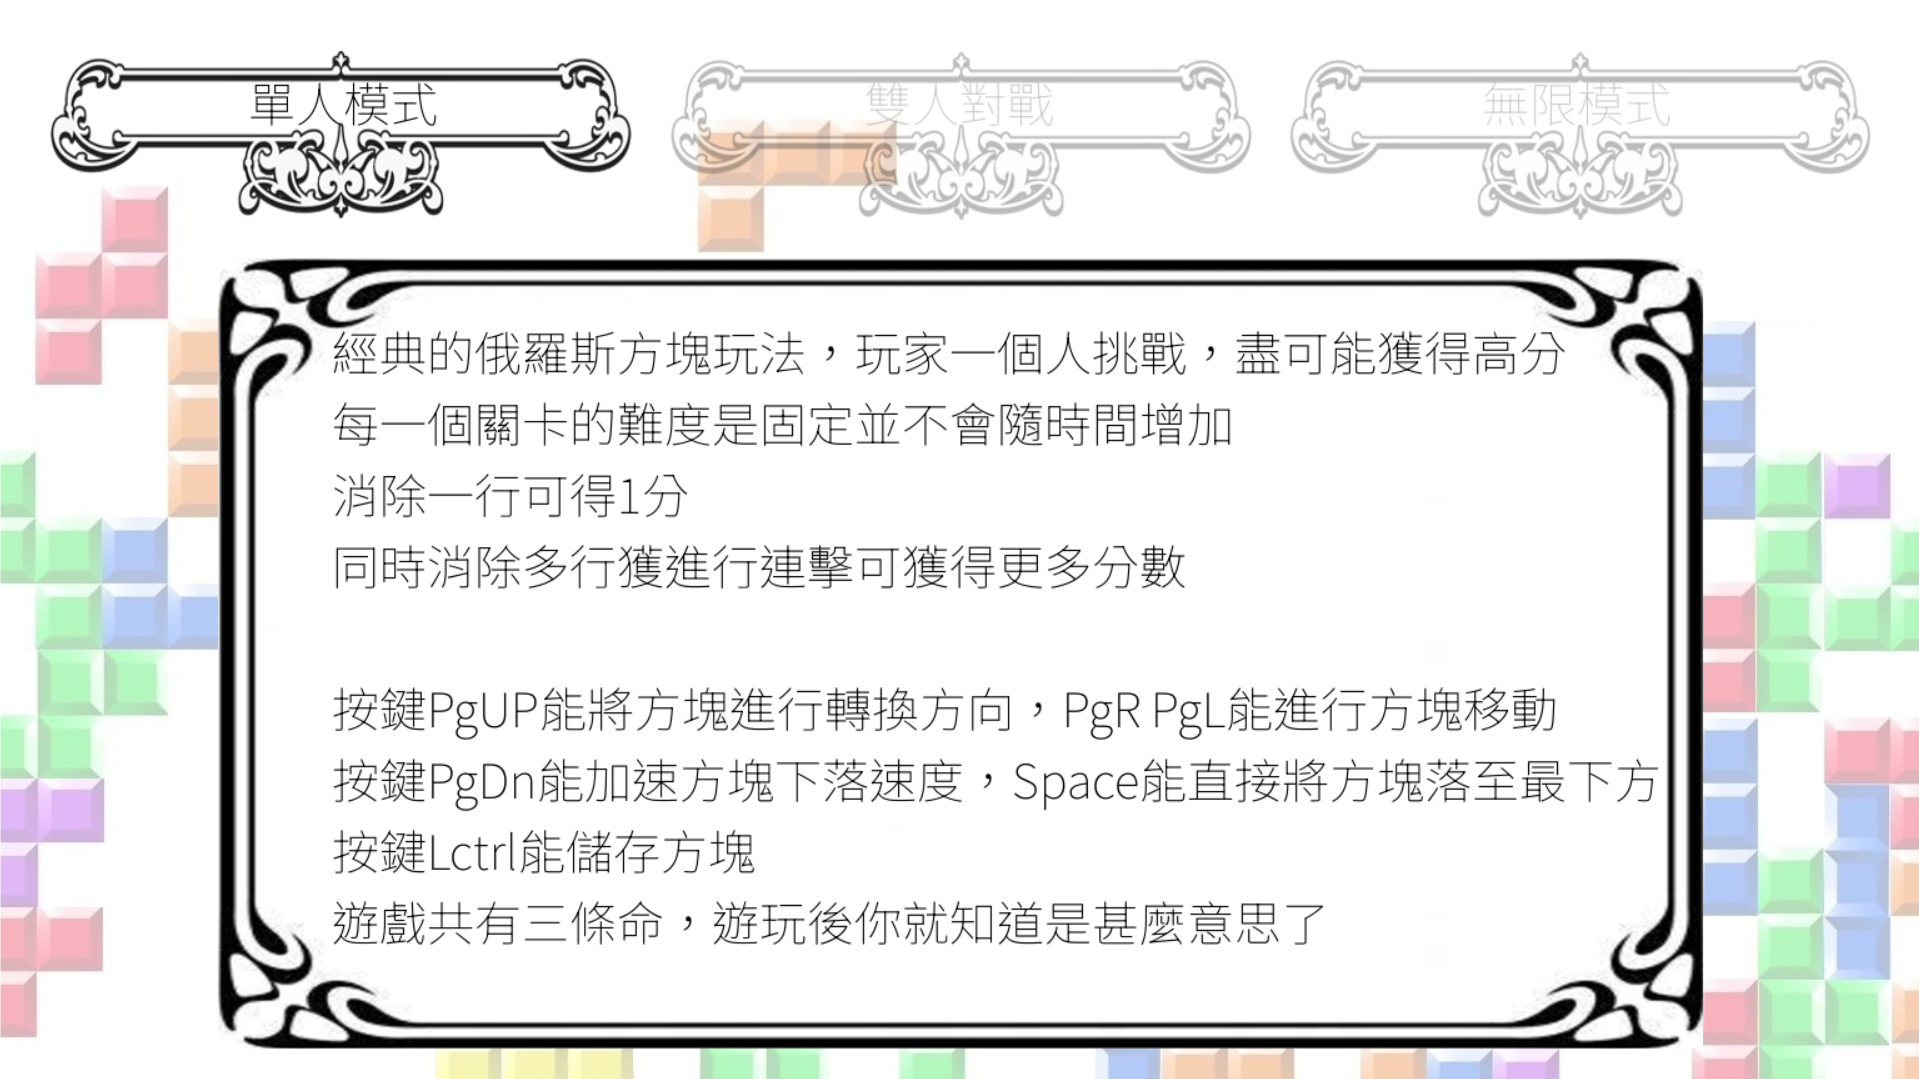 單人模式
雙人對戰
無限模式
經典的俄羅斯方塊玩法，玩家一個人挑戰，盡可能獲得高分
每一個關卡的難度是固定並不會隨時間增加
消除一行可得1分
同時消除多行獲進行連擊可獲得更多分數
按鍵PgUP能將方塊進行轉換方向，PgR PgL能進行方塊移動
按鍵PgDn能加速方塊下落速度，Space能直接將方塊落至最下方
按鍵Lctrl能儲存方塊
遊戲共有三條命，遊玩後你就知道是甚麼意思了